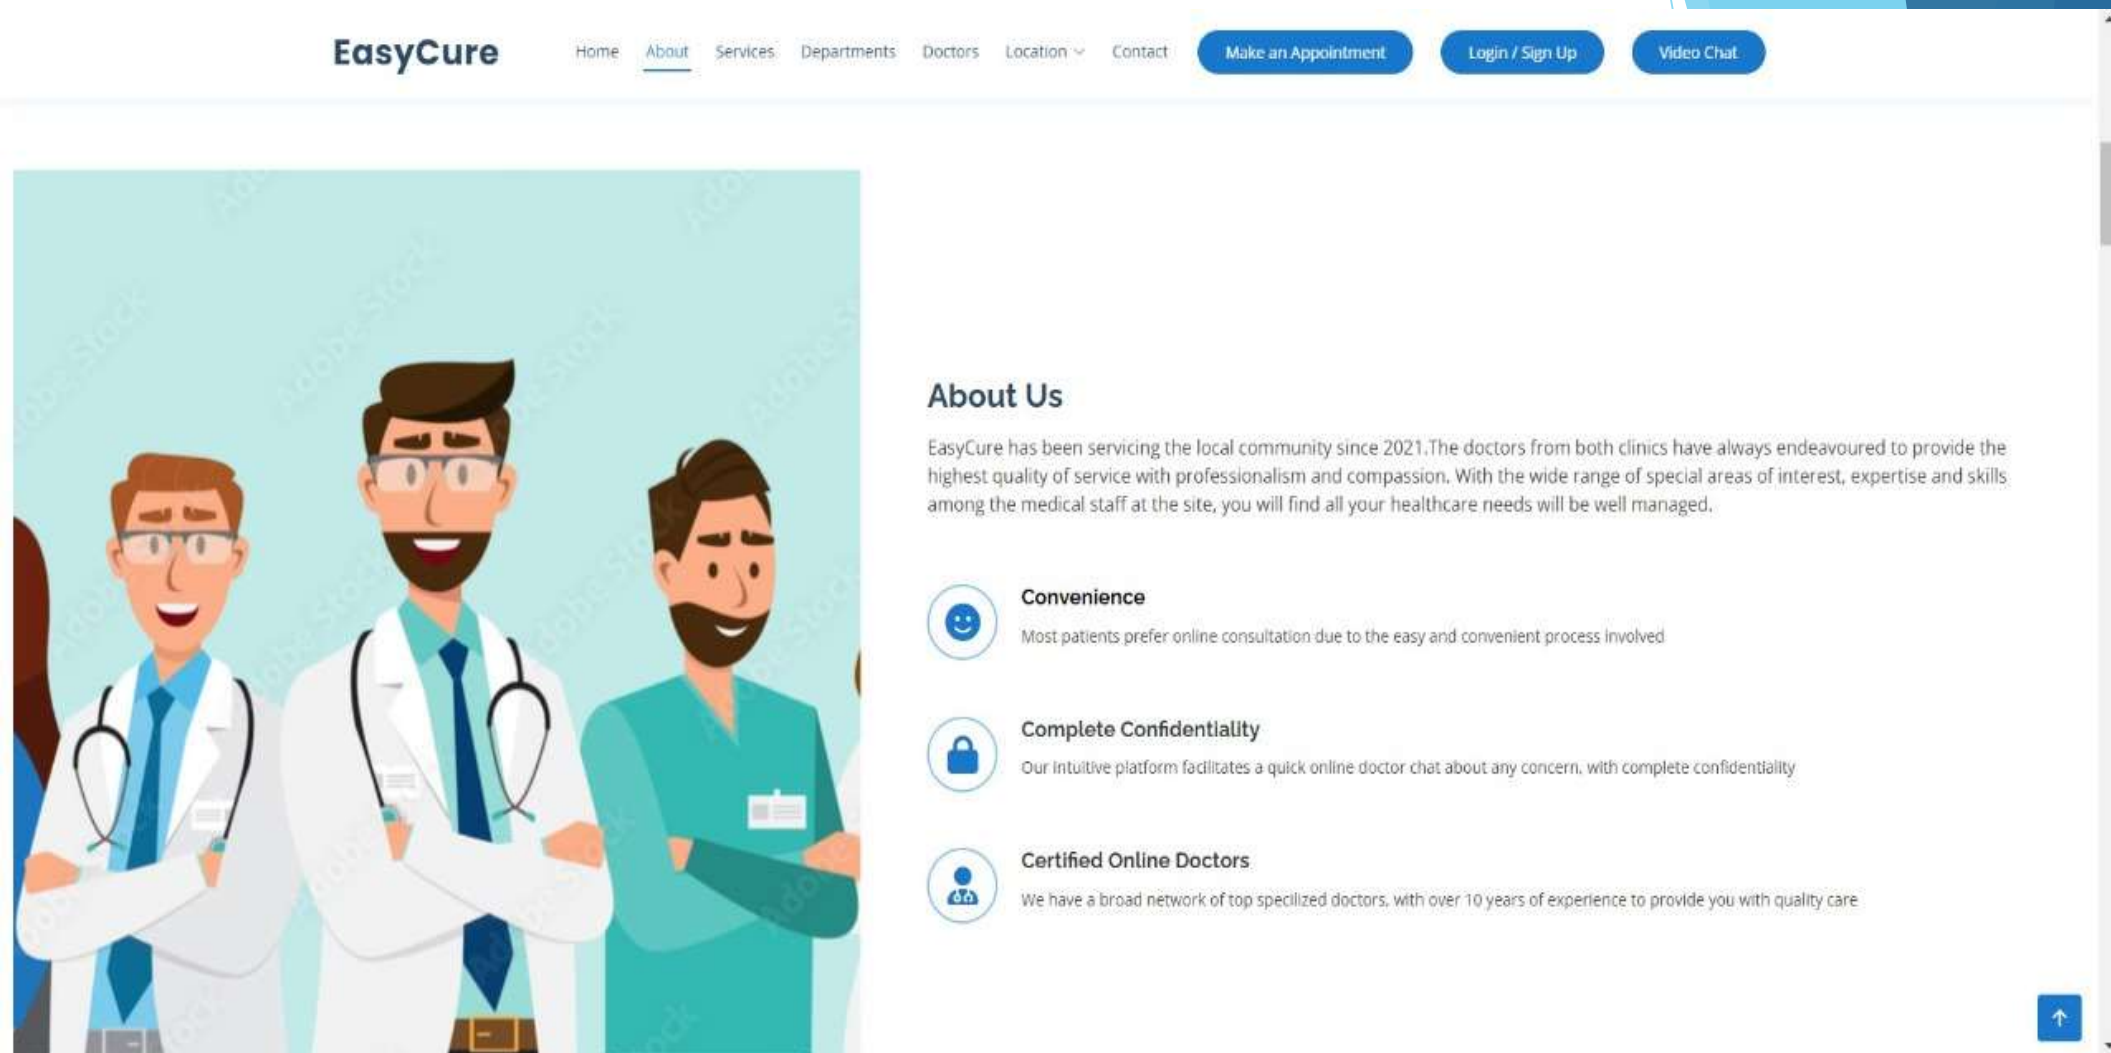 EasyCure
Home About Services Departments Doctors Location Contact Make an Appointment Login / Sign Up Video Chat
About Us
EasyCure has been servicing the local community since 2021.The doctors from both clinics have always endeavoured to provide the
highest quality of service with professionalism and compassion. With the wide range of special areas of interest, expertise and skills
among the medical staff at the site, you will find all your healthcare needs will be well managed.
Convenience
Most patients prefer online consultation due to the easy and convenient process involved
Complete Confidentiality
Our intuitive platform facilitates a quick online doctor chat about any concern, with complete confidentiality
Certified Online Doctors
We have a broad network of top specilized doctors, with over 10 years of experience to provide you with quality care
Adobe Stock
Adobe Stock
Adobe Stock